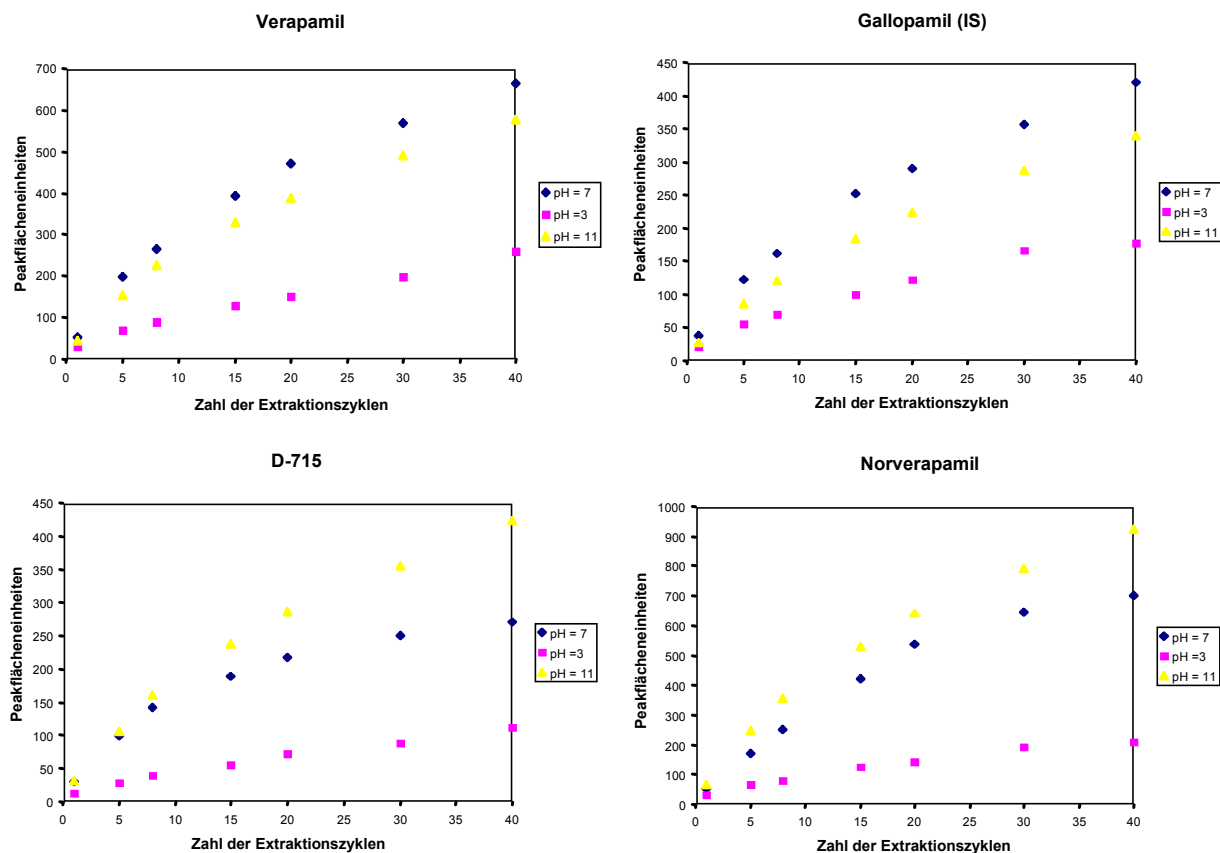 Verapamil
Peakflächeneinheiten
700
600
500
400
300
200
100
0
0 5 10 15 20 25 30 35 40
Zahl der Extraktionszyklen
pH = 7
pH =3
pH = 11
Gallopamil (IS)
Peakflächeneinheiten
450
400
350
300
250
200
150
100
50
0
0 5 10 15 20 25 30 35 40
Zahl der Extraktionszyklen
pH = 7
pH =3
pH = 11
D-715
Peakflächeneinheiten
450
400
350
300
250
200
150
100
50
0
0 5 10 15 20 25 30 35 40
Zahl der Extraktionszyklen
pH = 7
pH =3
pH = 11
Norverapamil
Peakflächeneinheiten
1000
900
800
700
600
500
400
300
200
100
0
0 5 10 15 20 25 30 35 40
Zahl der Extraktionszyklen
pH = 7
pH =3
pH = 11